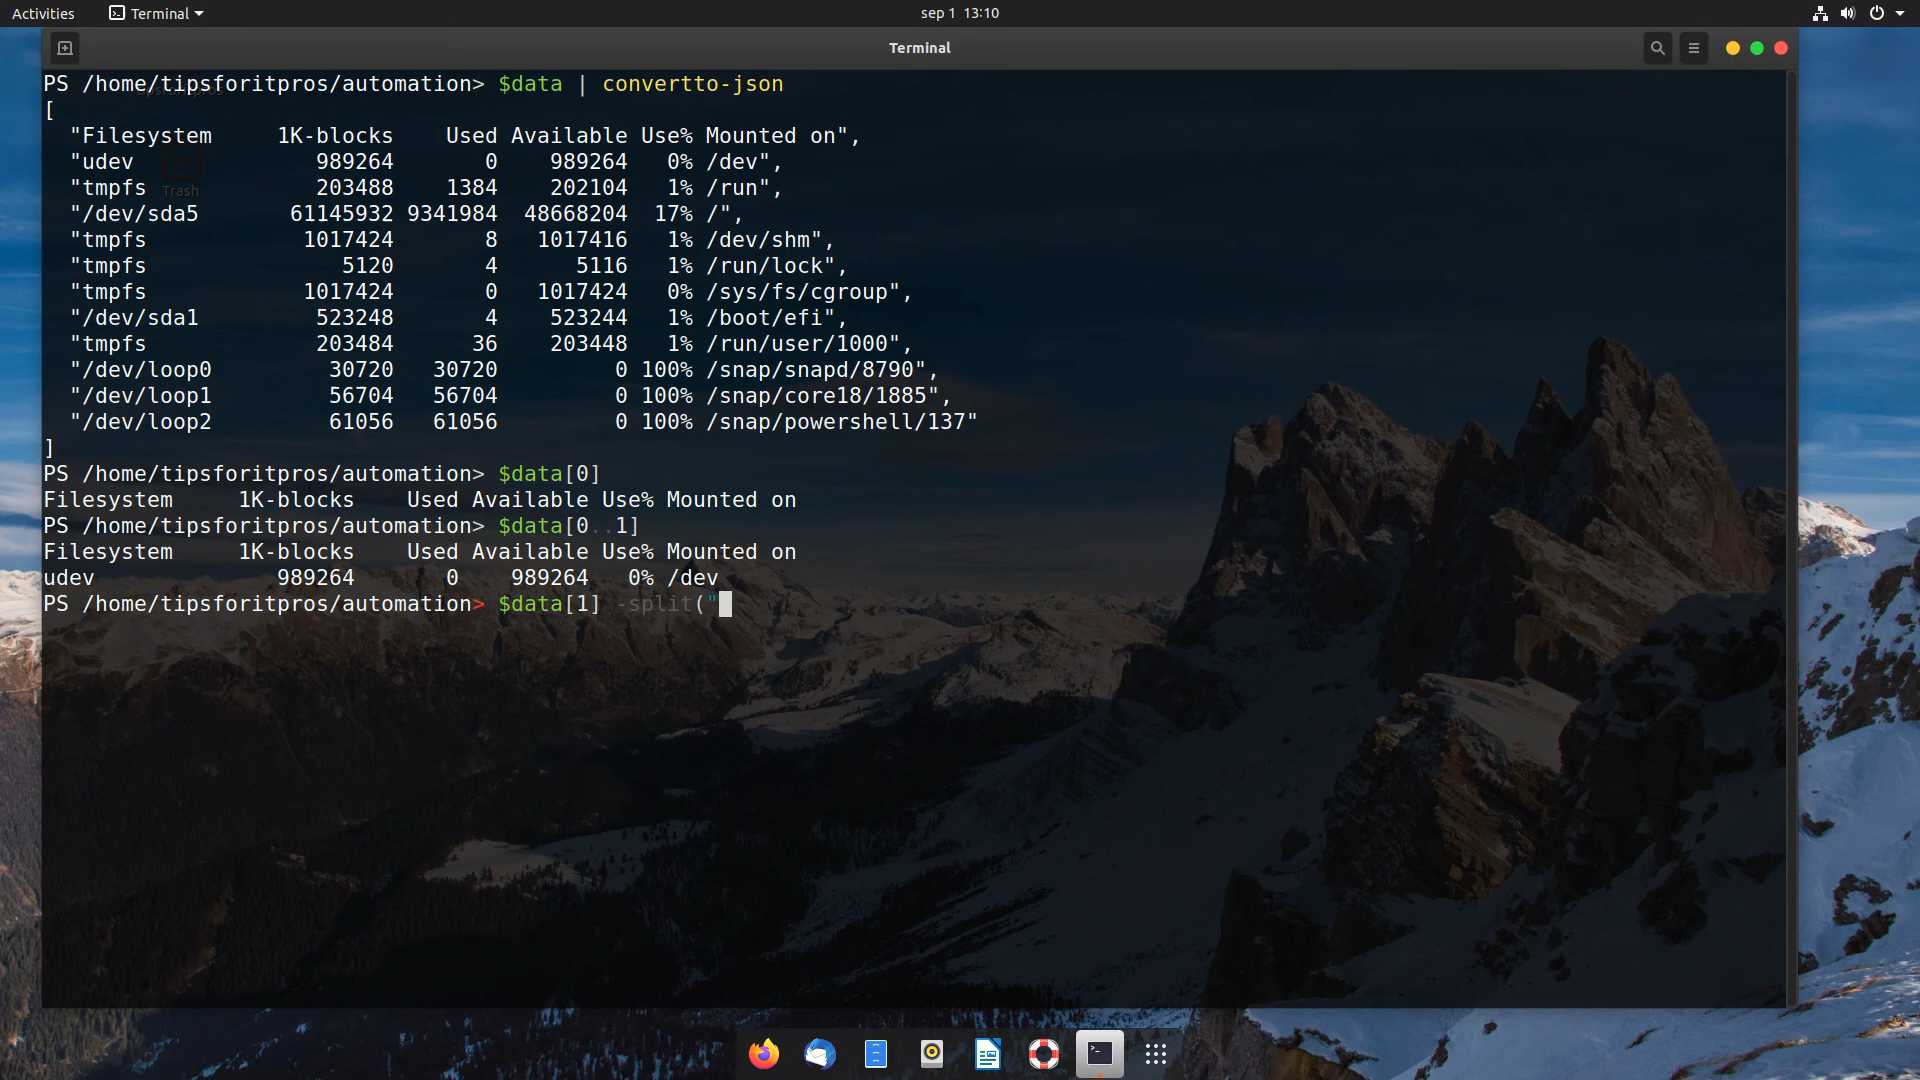 Activities
Terminal
sep 1 13:10
Terminal
PS /home/tipsforitpros/automation> $data | convertto-json
[
  "Filesystem     1K-blocks    Used Available Use% Mounted on",
  "udev              989264       0    989264   0% /dev",
  "tmpfs             203488    1384    202104   1% /run",
  "/dev/sda5       61145932 9341984  48668204  17% /",
  "tmpfs            1017424       8   1017416   1% /dev/shm",
  "tmpfs               5120       4      5116   1% /run/lock",
  "tmpfs            1017424       0   1017424   0% /sys/fs/cgroup",
  "/dev/sda1         523248       4    523244   1% /boot/efi",
  "tmpfs             203484      36    203448   1% /run/user/1000",
  "/dev/loop0         30720   30720         0 100% /snap/snapd/8790",
  "/dev/loop1         56704   56704         0 100% /snap/core18/1885",
  "/dev/loop2         61056   61056         0 100% /snap/powershell/137"
]
Trash
PS /home/tipsforitpros/automation> $data[0]
Filesystem     1K-blocks    Used Available Use% Mounted on
PS /home/tipsforitpros/automation> $data[0..1]
Filesystem     1K-blocks    Used Available Use% Mounted on
udev              989264       0    989264   0% /dev
PS /home/tipsforitpros/automation> $data[1] -split("